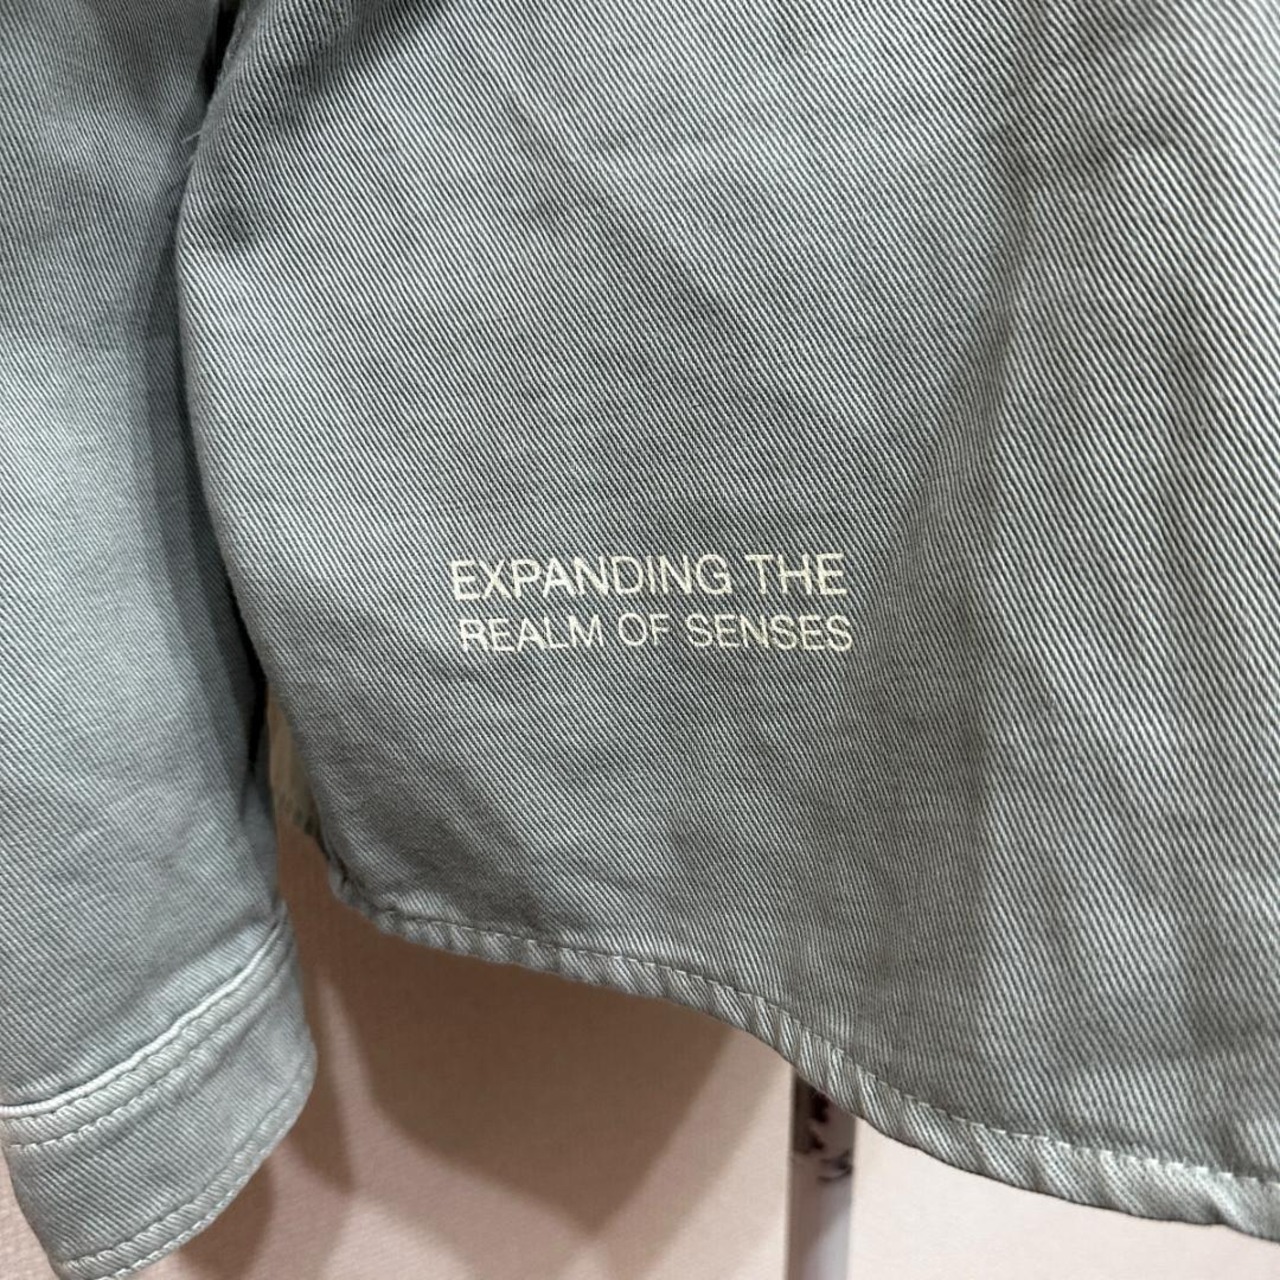 EXPANDING THE
REALM OF SENSES